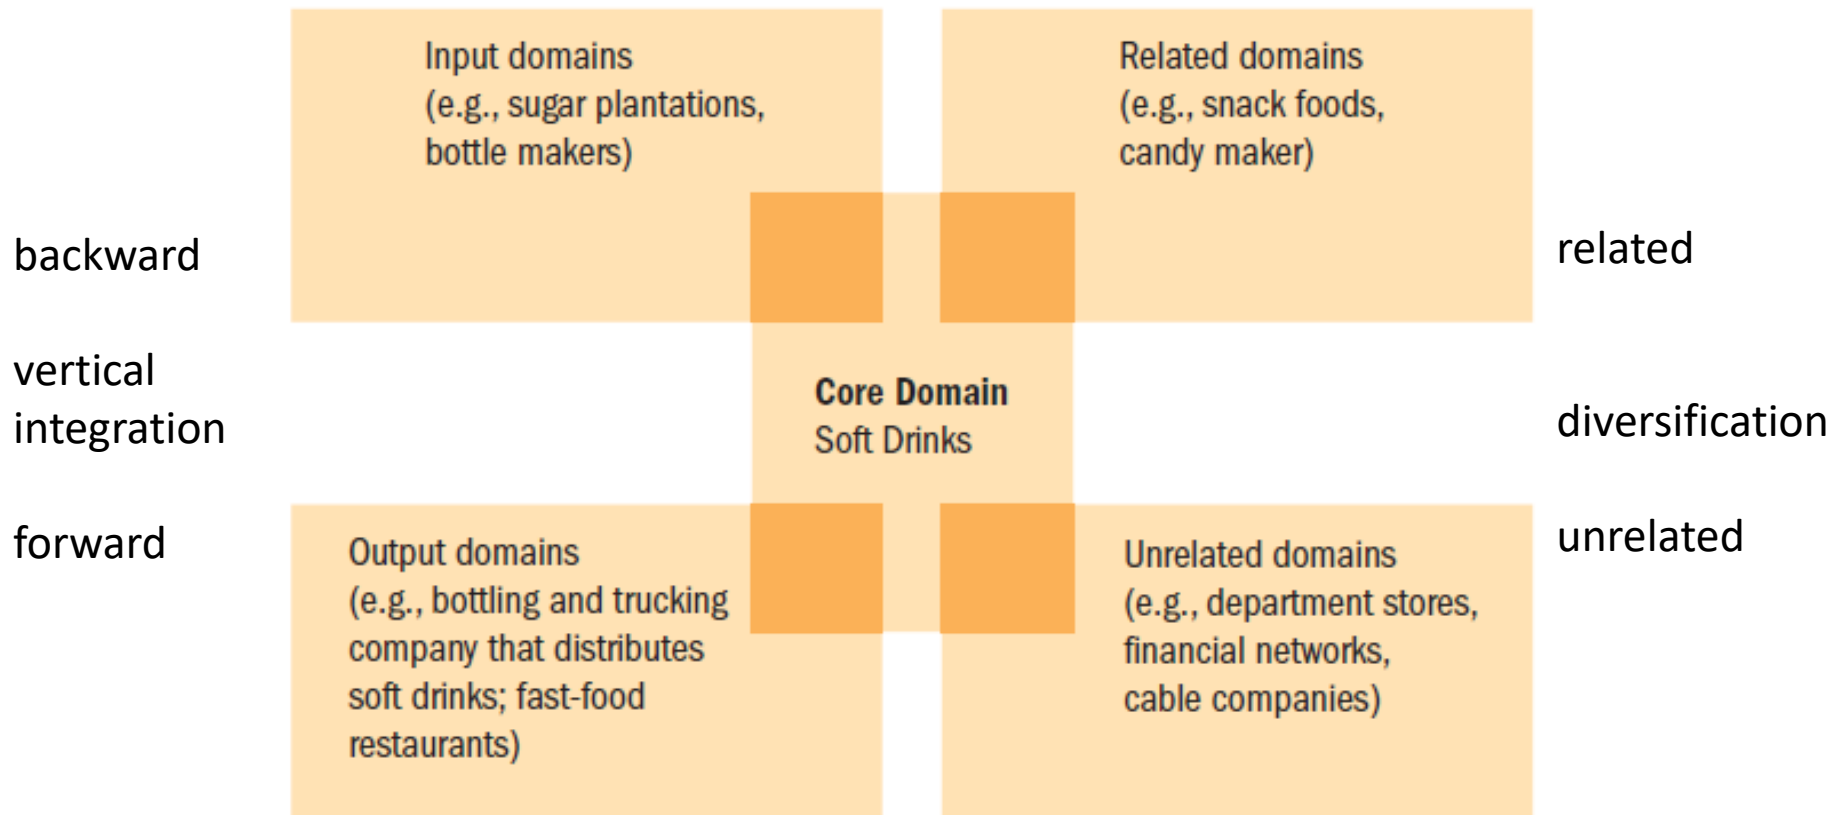 Input domains
(e.g., sugar plantations,
bottle makers)
Related domains
(e.g., snack foods,
candy maker)
backward
related
vertical
integration
Core Domain
Soft Drinks
diversification
forward
unrelated
Output domains
(e.g., bottling and trucking
company that distributes
soft drinks; fast-food
restaurants)
Unrelated domains
(e.g., department stores,
financial networks,
cable companies)